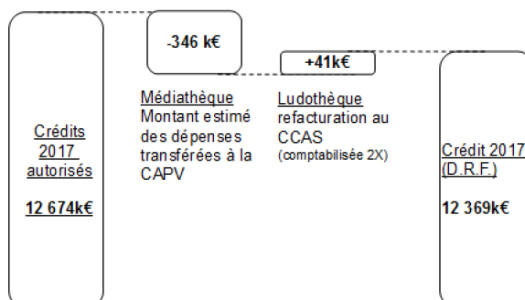 -346 k€
+41k€
Crédits
2017
autorisés
12 674k€
Médiathèque
Montant estimé
des dépenses
transférées à la
CAPV
Ludothèque
refacturation au
CCAS
(comptabilisée 2X)
Crédit 2017
(D.R.F.)
12 369k€